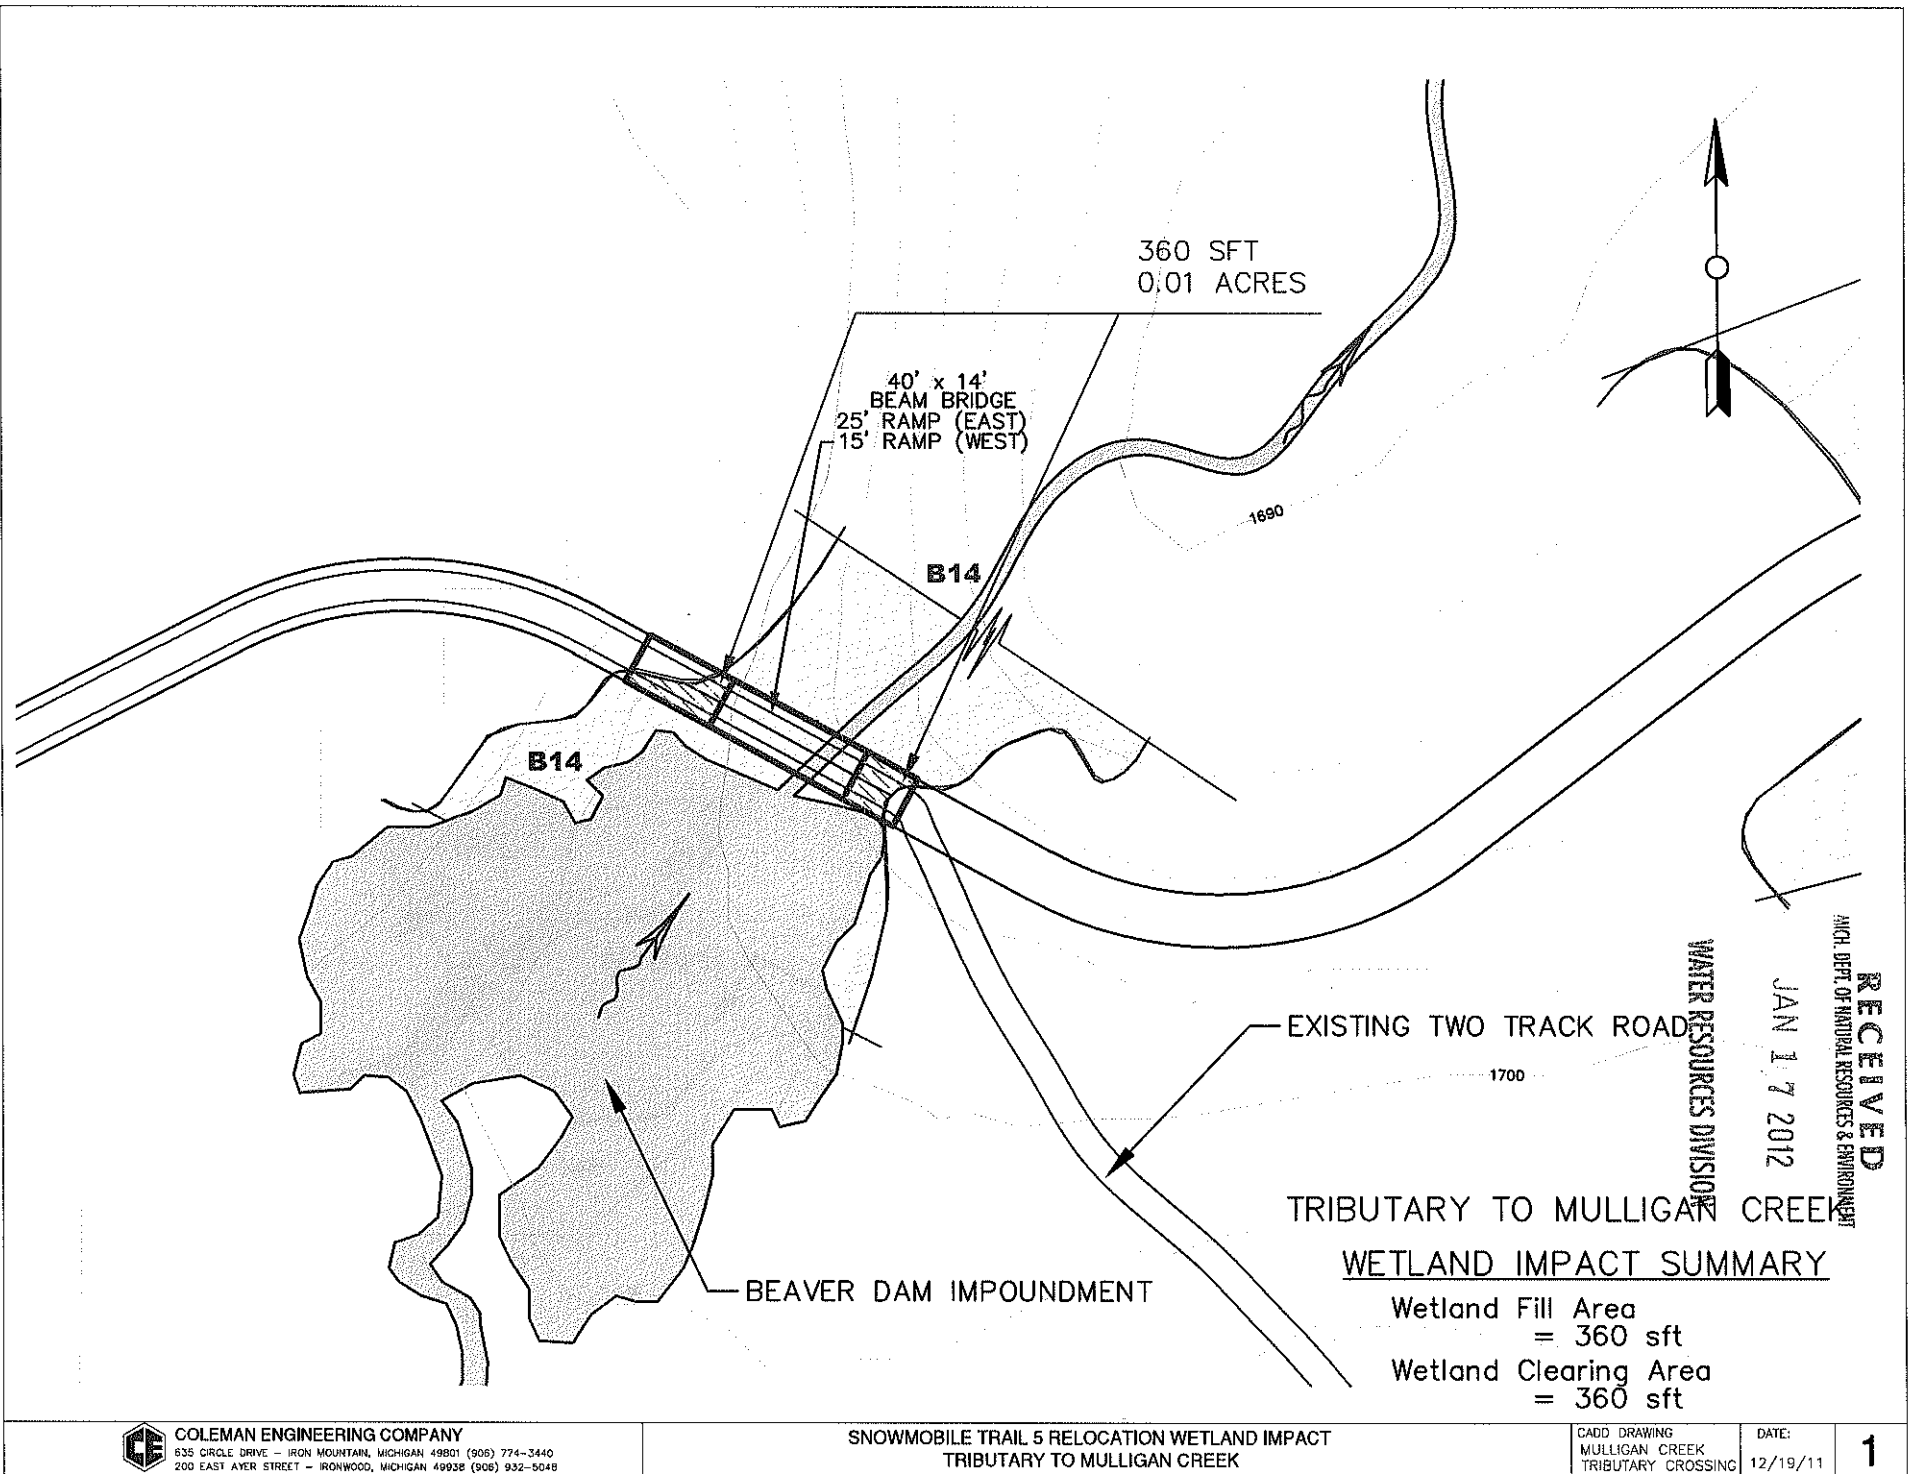 360 SFT
0.01 ACRES
40' x 14'
BEAM BRIDGE
25' RAMP (EAST)
15' RAMP (WEST)
1690
B14
B14
EXISTING TWO TRACK ROAD
1700
BEAVER DAM IMPOUNDMENT
RECEIVED
MICH. DEPT. OF NATURAL RESOURCES & ENVIRONMENT
JAN 17 2012
WATER RESOURCES DIVISION
TRIBUTARY TO MULLIGAN CREEK
WETLAND IMPACT SUMMARY
Wetland Fill Area
= 360 sft
Wetland Clearing Area
= 360 sft
CE
COLEMAN ENGINEERING COMPANY
635 CIRCLE DRIVE – IRON MOUNTAIN, MICHIGAN 49801 (906) 774-3440
200 EAST AYER STREET – IRONWOOD, MICHIGAN 49938 (906) 932-5048
SNOWMOBILE TRAIL 5 RELOCATION WETLAND IMPACT
TRIBUTARY TO MULLIGAN CREEK
CADD DRAWING
MULLIGAN CREEK
TRIBUTARY CROSSING
DATE:
12/19/11
1